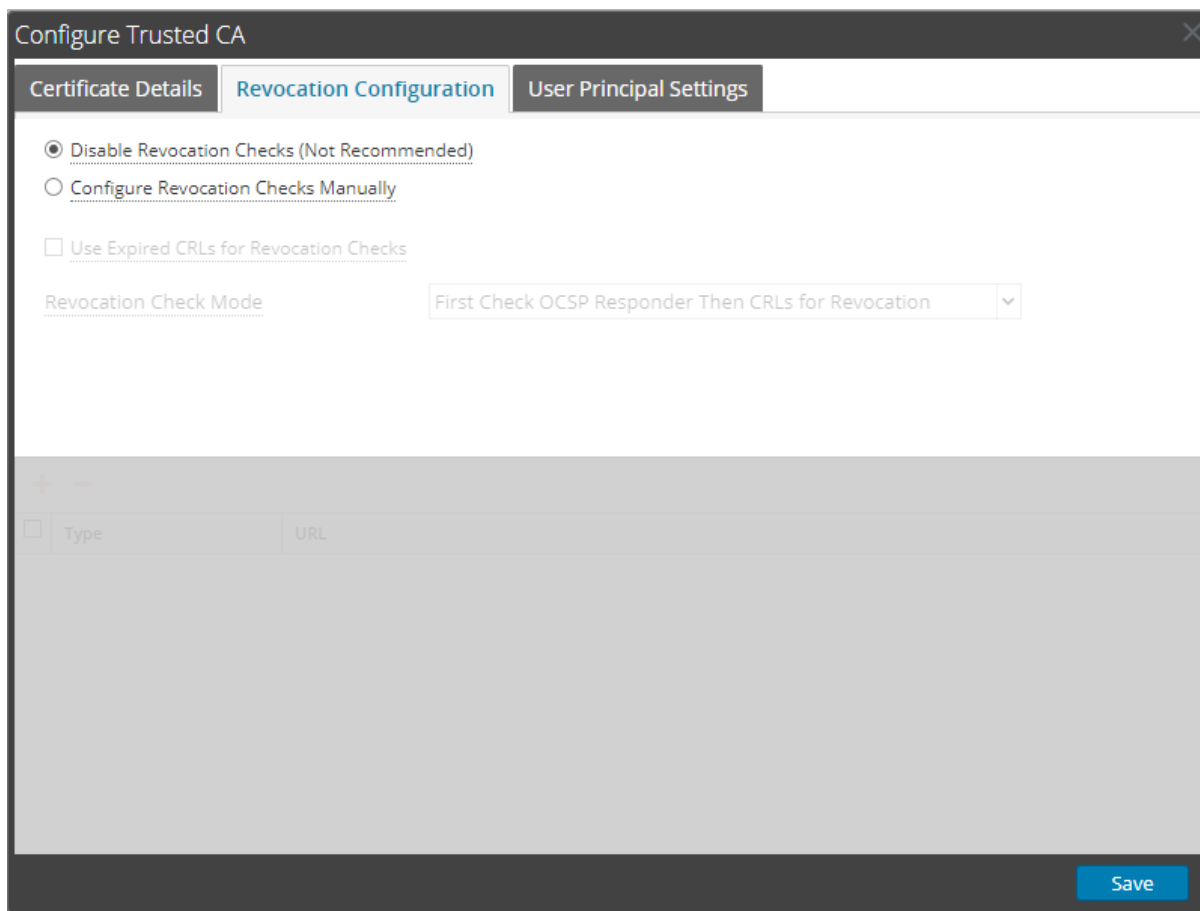 Configure Trusted CA
Certificate Details Revocation Configuration User Principal Settings
Disable Revocation Checks (Not Recommended)
Configure Revocation Checks Manually
Use Expired CRLs for Revocation Checks
Revocation Check Mode First Check OCSP Responder Then CRLs for Revocation
Type URL
Save